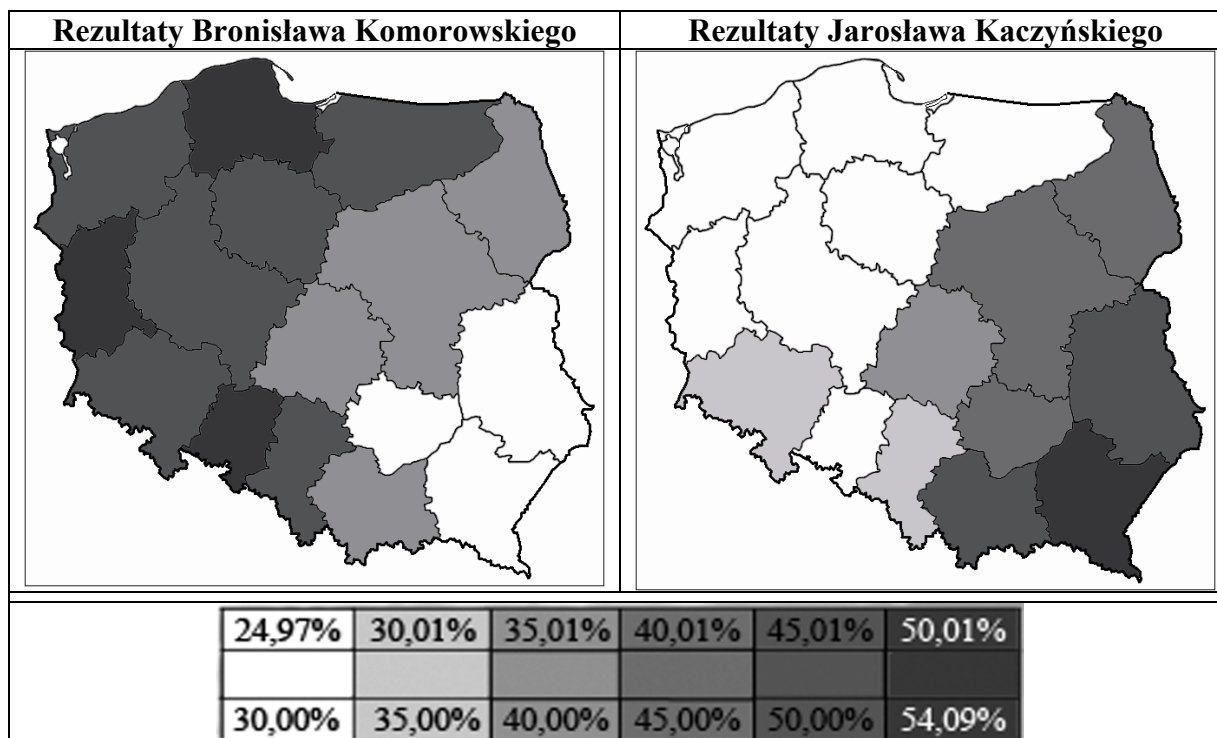 Rezultaty Bronisława Komorowskiego
Rezultaty Jarosława Kaczyńskiego
24,97% 30,01% 35,01% 40,01% 45,01% 50,01%
30,00% 35,00% 40,00% 45,00% 50,00% 54,09%